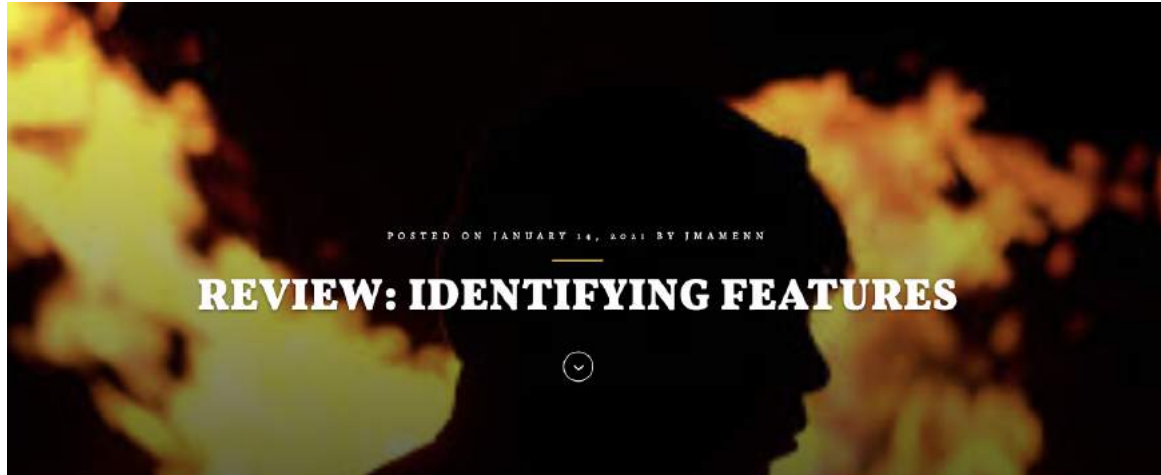 POSTED ON JANUARY 14, 2021 BY JMAMENN
REVIEW: IDENTIFYING FEATURES